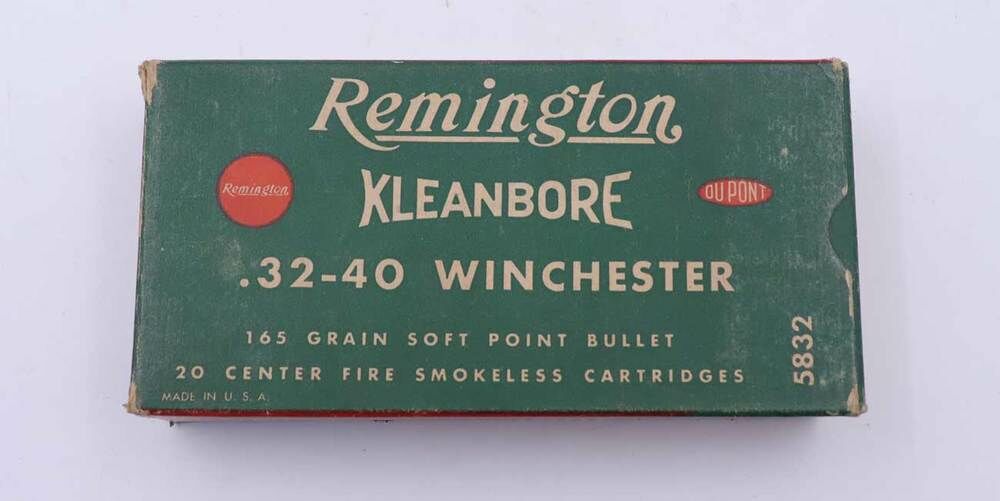 Remington
Remington
KLEANBORE
DU PONT
.32-40 WINCHESTER
165 GRAIN SOFT POINT BULLET
20 CENTER FIRE SMOKELESS CARTRIDGES
MADE IN U. S. A.
5832